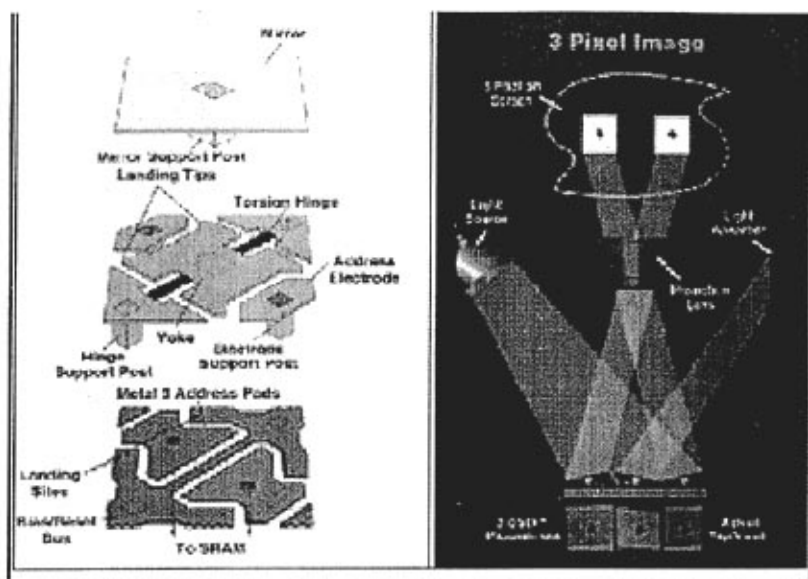 Mirror
Mirror Support Post
Landing Tips
Torsion Hinge
Address
Electrode
Yoke
Electrode
Support Post
Hinge
Support Post
Metal 3 Address Pads
Landing
Sites
Bias/Reset
Bus
To SRAM
3 Pixel Image
Screen
Light
Source
Light
Absorber
Projection
Lens